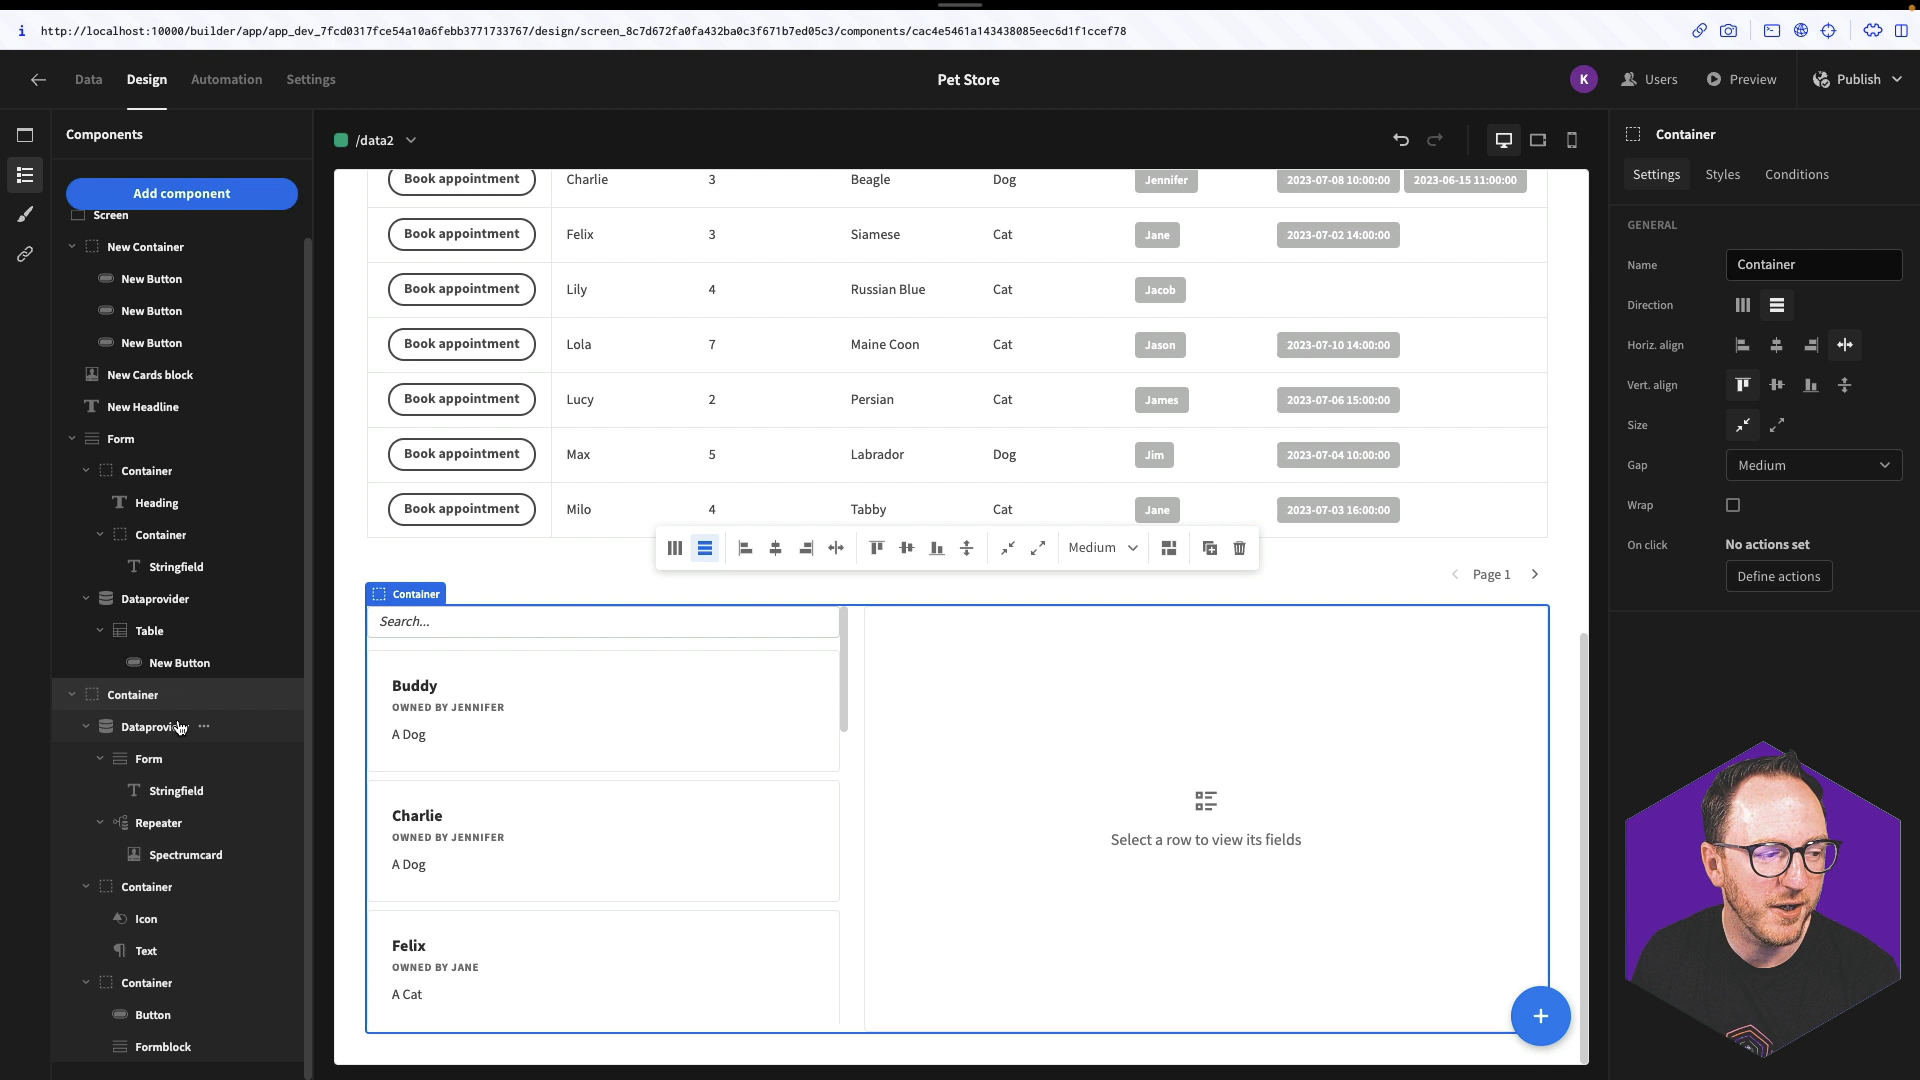 http://localhost:10000/builder/app/app_dev_7fcd0317fce54a10a6febb3771733767/design/screen_8c7d672fa0fa432ba0c3f671b7ed05c3/components/cac4e5461a143438085eec6d1f1ccef78
Data Design Automation Settings
Pet Store
K Users Preview Publish
Components
Add component
Screen
New Container
New Button
New Button
New Button
New Cards block
New Headline
Form
Container
Heading
Container
Stringfield
Dataprovider
Table
New Button
Container
Form
Stringfield
Repeater
Spectrumcard
Container
Icon
Text
Container
Button
Formblock
/data2
Book appointment Charlie 3 Beagle Dog Jennifer 2023-07-08 10:00:00 2023-06-15 11:00:00
Book appointment Felix 3 Siamese Cat Jane 2023-07-02 14:00:00
Book appointment Lily 4 Russian Blue Cat Jacob
Book appointment Lola 7 Maine Coon Cat Jason 2023-07-10 14:00:00
Book appointment Lucy 2 Persian Cat James 2023-07-06 15:00:00
Book appointment Max 5 Labrador Dog Jim 2023-07-04 10:00:00
Book appointment Milo 4 Tabby Cat Jane 2023-07-03 16:00:00
Medium
Page 1
Container
Search...
Buddy
OWNED BY JENNIFER
A Dog
Charlie
OWNED BY JENNIFER
A Dog
Felix
OWNED BY JANE
A Cat
Select a row to view its fields
Container
Settings Styles Conditions
GENERAL
Name Container
Direction
Horiz. align
Vert. align
Size
Gap Medium
Wrap
On click No actions set
Define actions